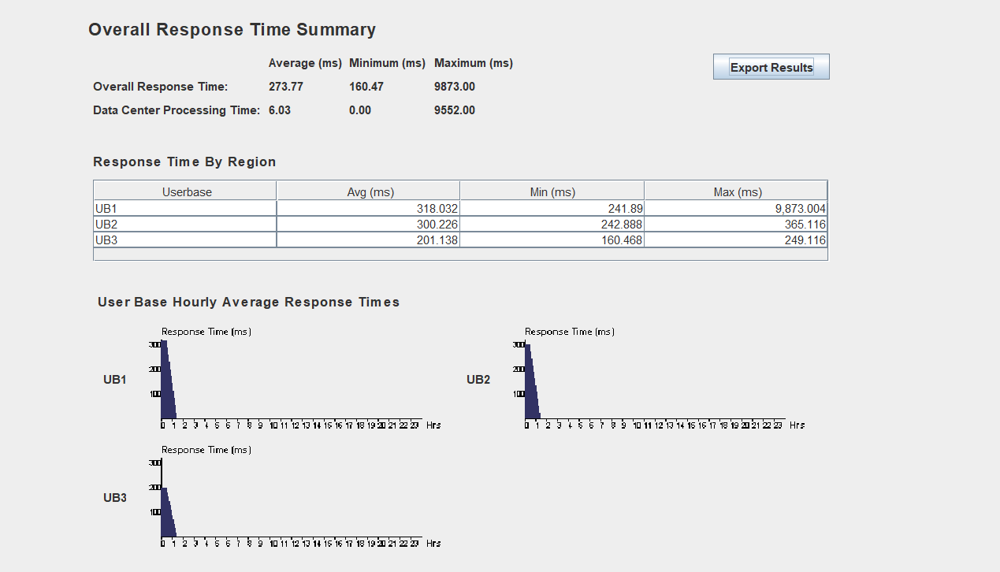 Overall Response Time Summary
Average (ms) Minimum (ms) Maximum (ms)
Export Results
Overall Response Time: 273.77 160.47 9873.00
Data Center Processing Time: 6.03 0.00 9552.00
Response Time By Region
Userbase Avg (ms) Min (ms) Max (ms)
UB1 318.032 241.89 9,873.004
UB2 300.226 242.888 365.116
UB3 201.138 160.468 249.116
User Base Hourly Average Response Times
Response Time (ms)
300
200
100
UB1
0 1 2 3 4 5 6 7 8 9 10 11 12 13 14 15 16 17 18 19 20 21 22 23 Hrs
Response Time (ms)
300
200
100
UB2
0 1 2 3 4 5 6 7 8 9 10 11 12 13 14 15 16 17 18 19 20 21 22 23 Hrs
Response Time (ms)
300
200
100
UB3
0 1 2 3 4 5 6 7 8 9 10 11 12 13 14 15 16 17 18 19 20 21 22 23 Hrs